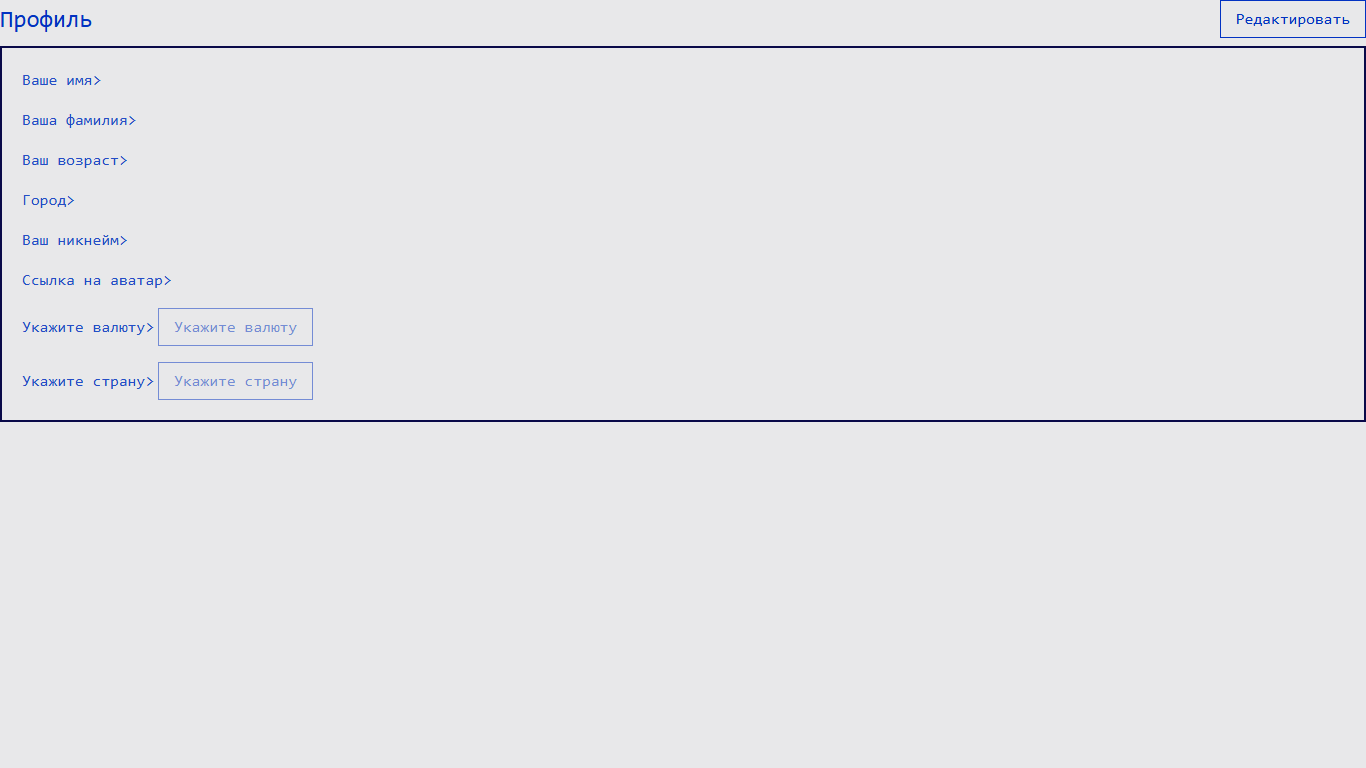 Профиль
Редактировать
Ваше имя>
Ваша фамилия>
Ваш возраст>
Город>
Ваш никнейм>
Ссылка на аватар>
Укажите валюту> Укажите валюту
Укажите страну> Укажите страну